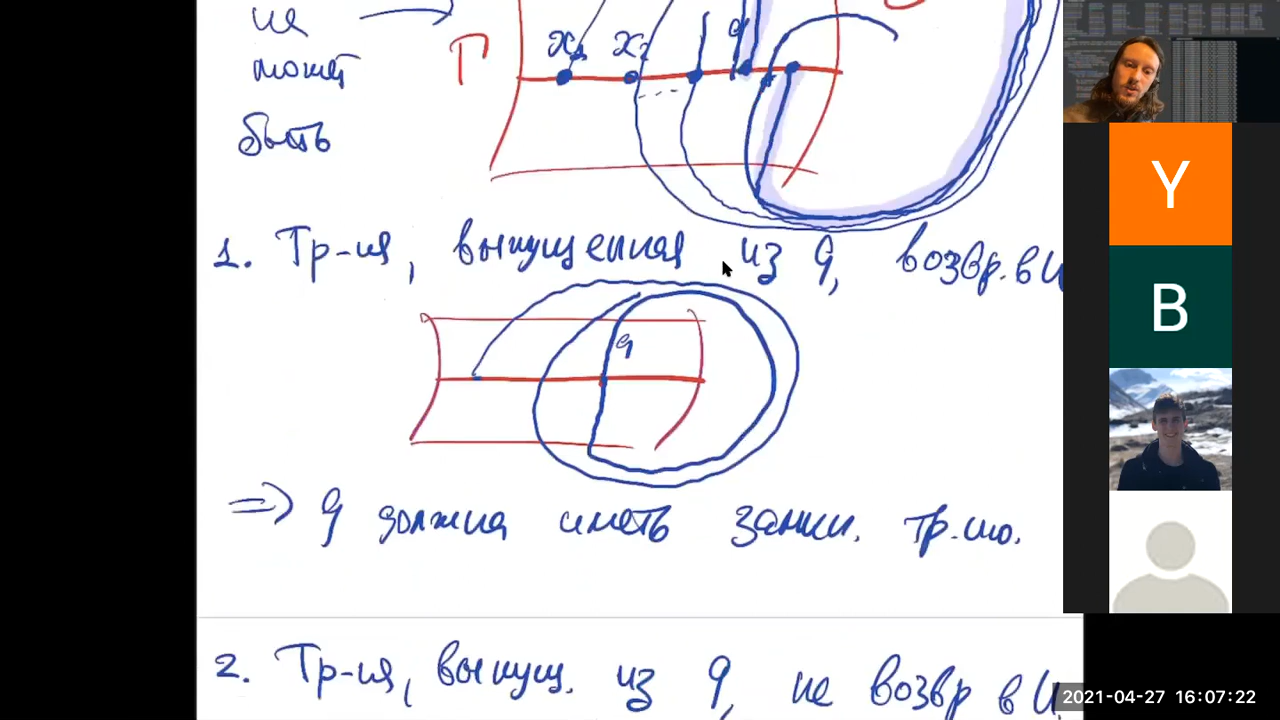 не
может
быть
Γ x₁ x₂ q
1. Тр-ия, выпущенная из q, возвр. в U
q
=> q должна иметь замкн. тр-ию.
2. Тр-ия, выпущ. из q, не возвр в U
Y
B
2021-04-27 16:07:22